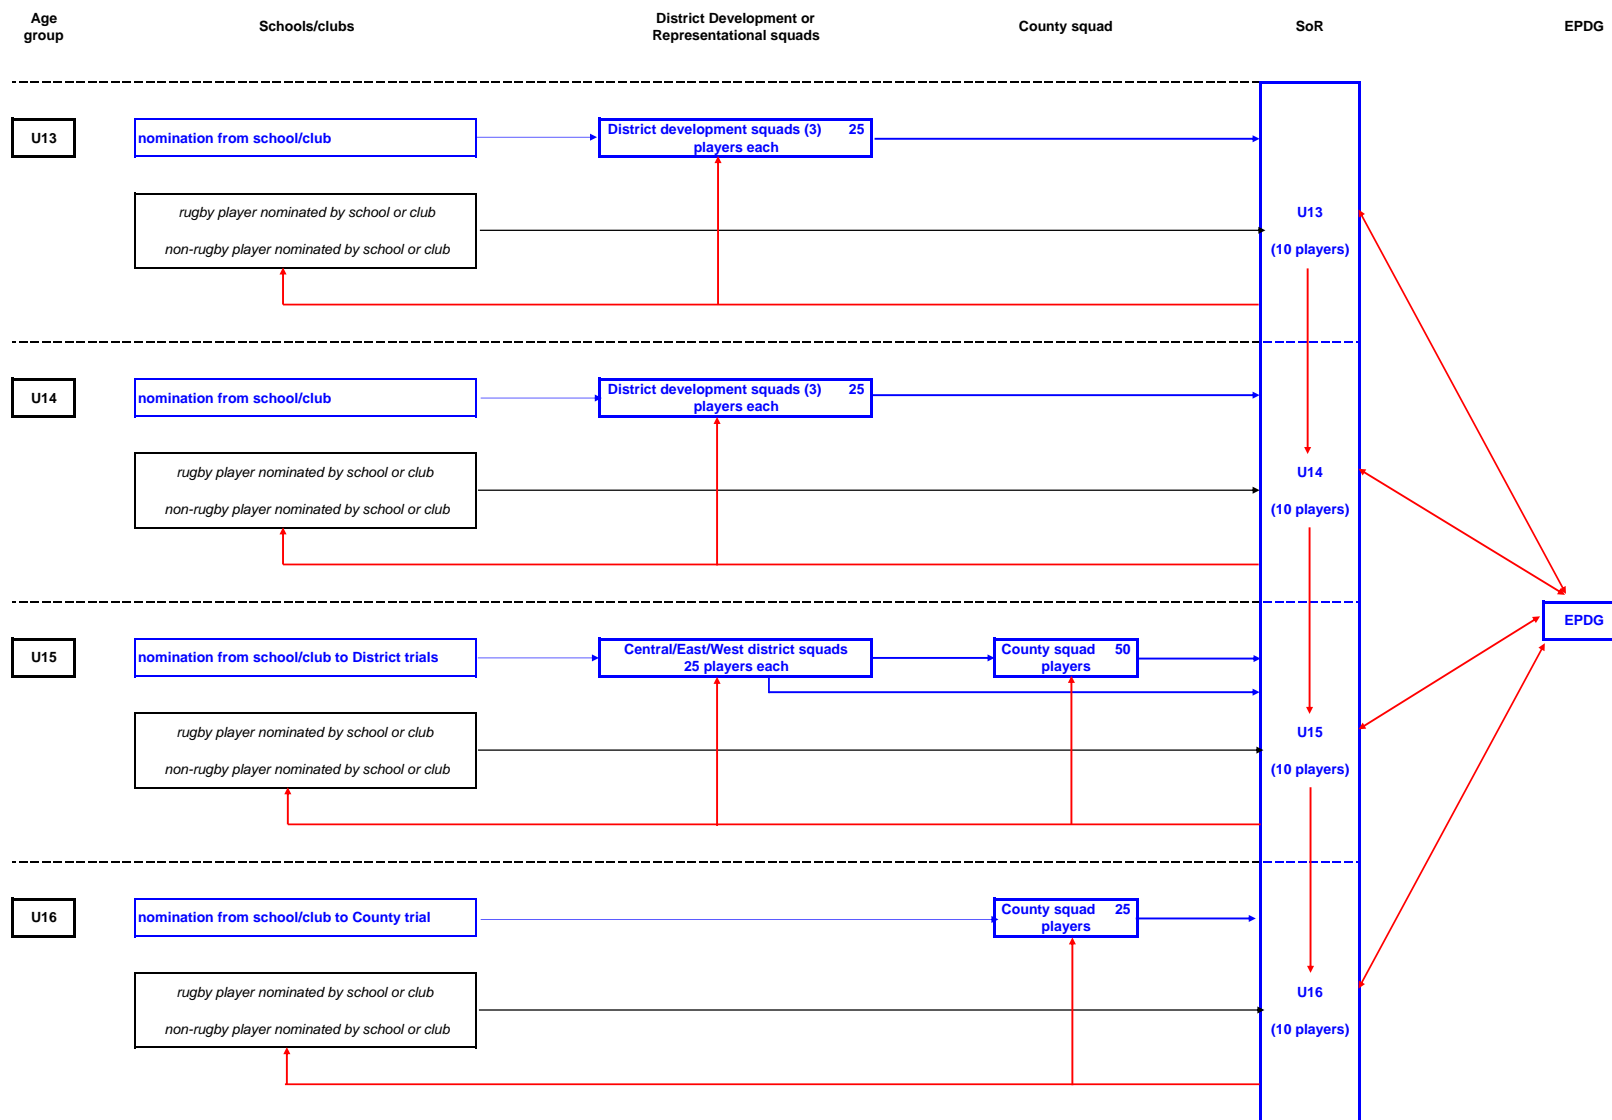 Age
group
Schools/clubs
District Development or
Representational squads
County squad
SoR
EPDG
U13
nomination from school/club
District development squads (3) 25
players each
rugby player nominated by school or club
non-rugby player nominated by school or club
U13
(10 players)
U14
nomination from school/club
District development squads (3) 25
players each
rugby player nominated by school or club
non-rugby player nominated by school or club
U14
(10 players)
EPDG
U15
nomination from school/club to District trials
Central/East/West district squads
25 players each
County squad 50
players
rugby player nominated by school or club
non-rugby player nominated by school or club
U15
(10 players)
U16
nomination from school/club to County trial
County squad 25
players
rugby player nominated by school or club
non-rugby player nominated by school or club
U16
(10 players)